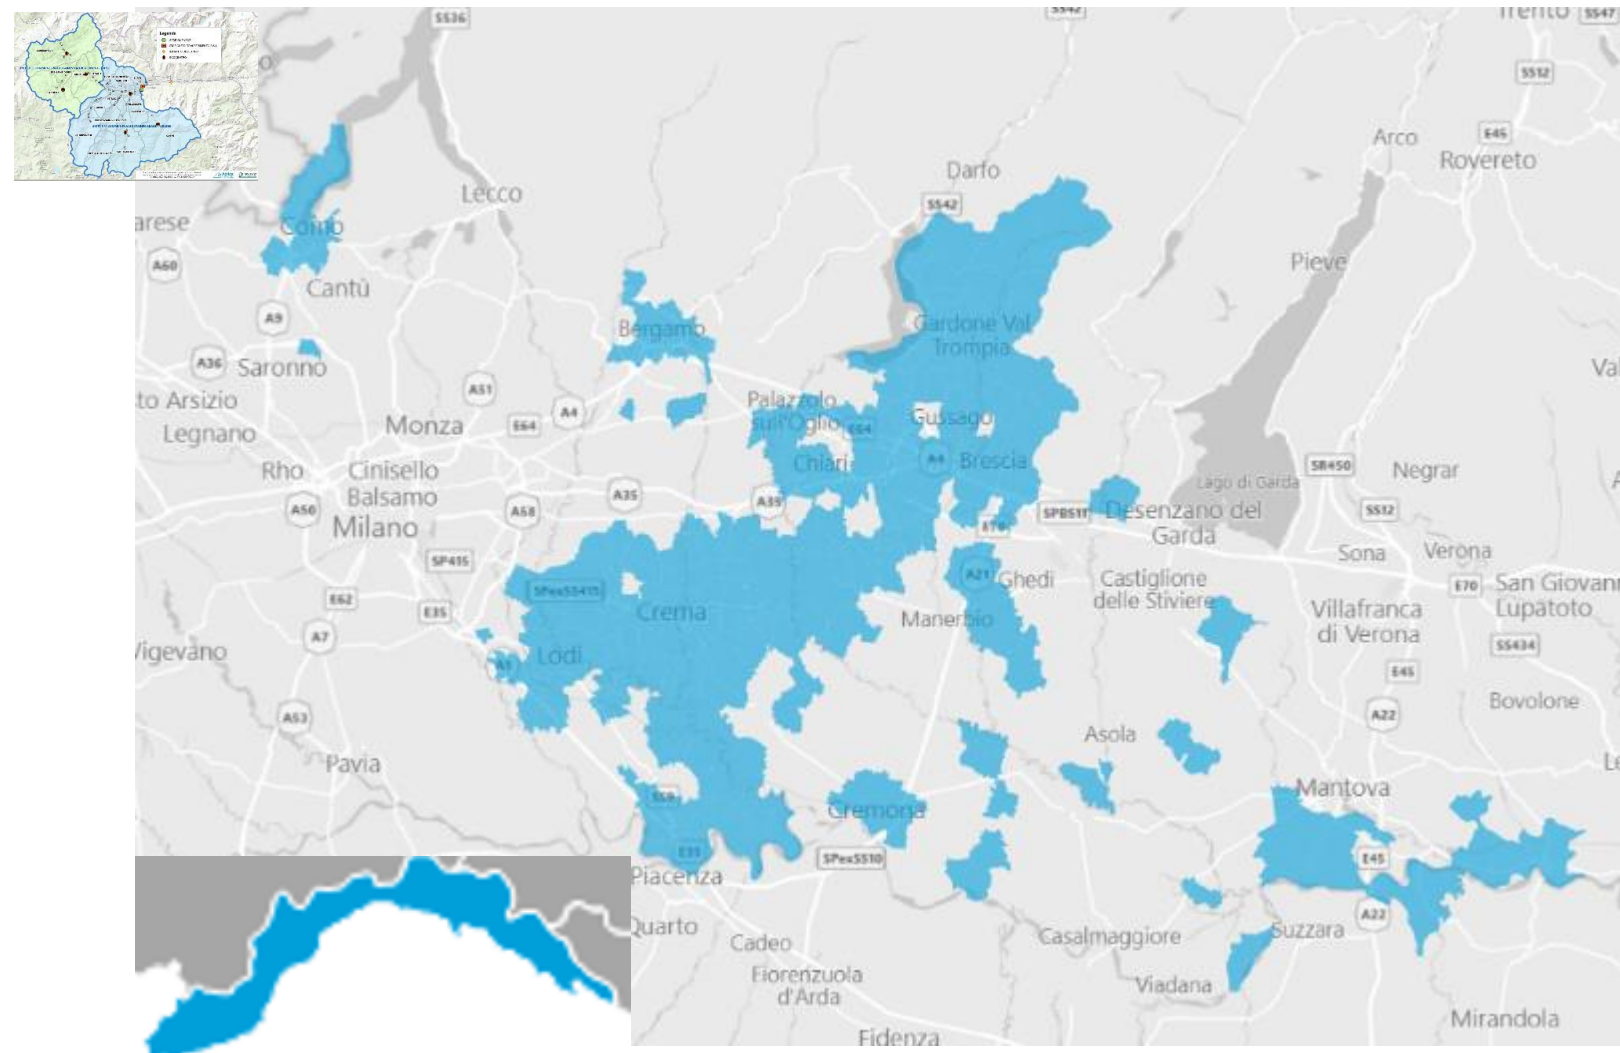 SS36
SS42
Trento
SS47
SS12
Arco
E45
Rovereto
Darfo
SS42
Lecco
Como
arese
A60
Pieve
Cantù
A9
Bergamo
Gardone Val
Trompia
A36
Saronno
Val
A51
to Arsizio
Palazzolo
sull'Oglio
E64
Gussago
A4
Monza
E64
Legnano
Rho
Cinisello
Balsamo
Chiari
A4
Brescia
SR450
Negrar
Lago di Garda
A50
A58
A35
A35
Milano
E70
SPBS11
Desenzano del
Garda
SS12
SP415
Sona
Verona
SPexSS415
A21
Ghedi
Castiglione
delle Stiviere
E70
San Giovann
Lupatoto
E62
E35
Crema
Manerbio
Villafranca
di Verona
A7
Vigevano
A1
Lodi
SS434
E45
A53
Bovolone
A22
Asola
Pavia
Mantova
SS9
Cremona
E35
SPexSS10
E45
Piacenza
A22
Quarto
Cadeo
Casalmaggiore
Suzzara
Fiorenzuola
d'Arda
Viadana
Mirandola
Fidenza